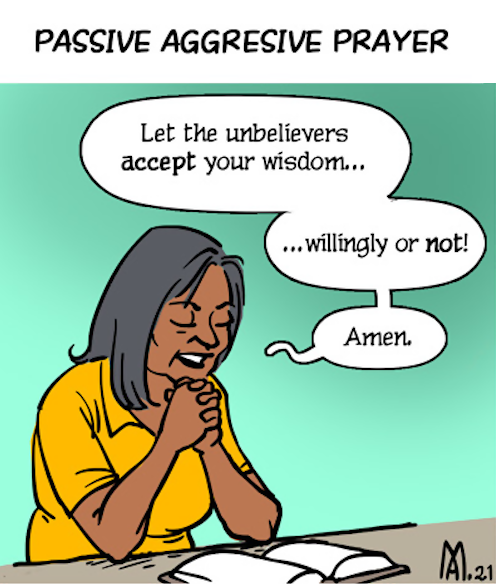 PASSIVE AGGRESIVE PRAYER
Let the unbelievers
accept your wisdom...
...willingly or not!
Amen.
MA.21